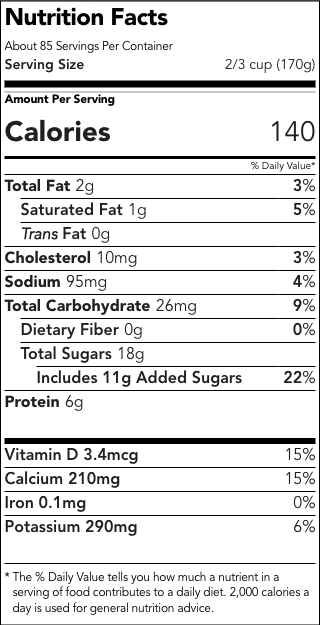 Nutrition Facts
About 85 Servings Per Container
Serving Size 2/3 cup (170g)
Amount Per Serving
Calories 140
% Daily Value*
Total Fat 2g 3%
Saturated Fat 1g 5%
Trans Fat 0g
Cholesterol 10mg 3%
Sodium 95mg 4%
Total Carbohydrate 26mg 9%
Dietary Fiber 0g 0%
Total Sugars 18g
Includes 11g Added Sugars 22%
Protein 6g
Vitamin D 3.4mcg 15%
Calcium 210mg 15%
Iron 0.1mg 0%
Potassium 290mg 6%
* The % Daily Value tells you how much a nutrient in a
serving of food contributes to a daily diet. 2,000 calories a
day is used for general nutrition advice.